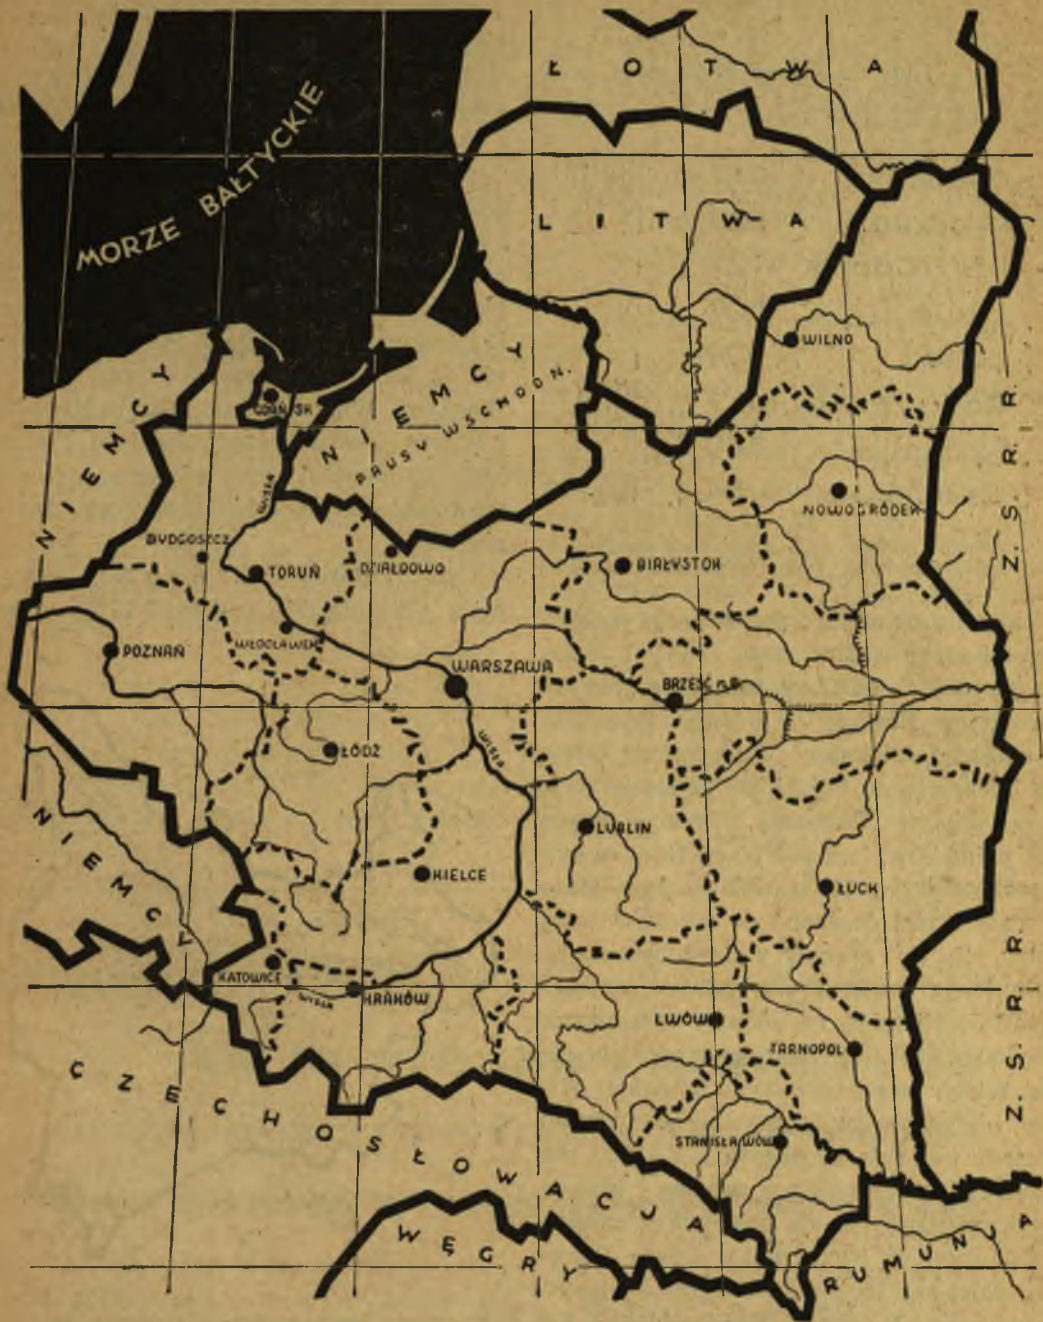 ŁOTWA
MORZE BAŁTYCKIE
LITWA
WILNO
NIEMCY
NIEMCY
PRUSY WSCHODN.
GDAŃSK
WISŁA
NOWOGRÓDEK
Z. S. R. R.
BYDGOSZCZ
TORUŃ
DZIAŁDOWO
BIAŁYSTOK
WŁOCŁAWEK
POZNAŃ
WARSZAWA
BRZEŚĆ n.B.
ŁÓDŹ
WISŁA
LUBLIN
NIEMCY
KIELCE
ŁUCK
KATOWICE
WISŁA
KRAKÓW
LWÓW
TARNOPOL
Z. S. R. R.
STANISŁAWÓW
CZECHOSŁOWACJA
WĘGRY
RUMUNJA